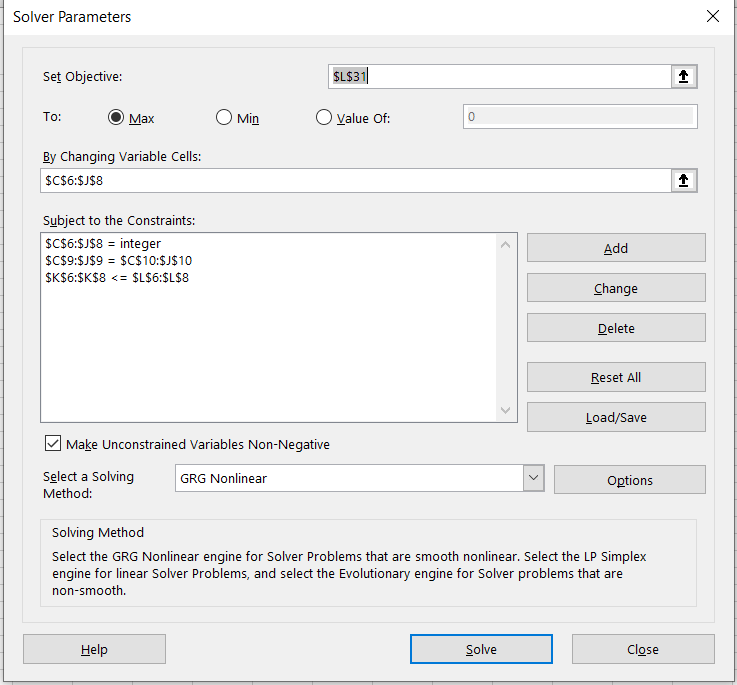 Solver Parameters
Set Objective:
$L$31
To:
Max
Min
Value Of:
0
By Changing Variable Cells:
$C$6:$J$8
Subject to the Constraints:
$C$6:$J$8 = integer
$C$9:$J$9 = $C$10:$J$10
$K$6:$K$8 <= $L$6:$L$8
Add
Change
Delete
Reset All
Load/Save
Make Unconstrained Variables Non-Negative
Select a Solving
Method:
GRG Nonlinear
Options
Solving Method
Select the GRG Nonlinear engine for Solver Problems that are smooth nonlinear. Select the LP Simplex
engine for linear Solver Problems, and select the Evolutionary engine for Solver problems that are
non-smooth.
Help
Solve
Close